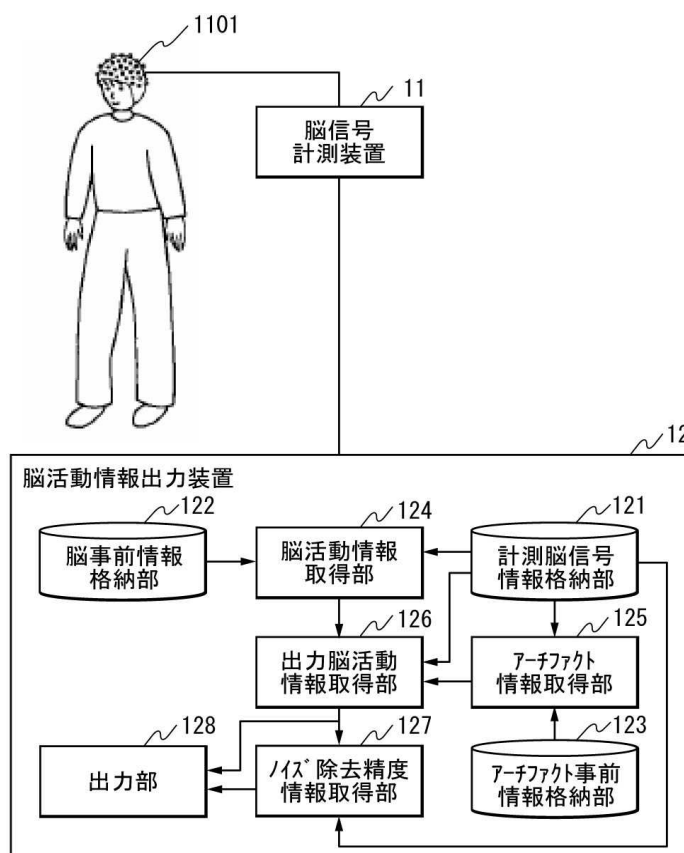 1101
11
脳信号
計測装置
12
脳活動情報出力装置
122
脳事前情報
格納部
124
脳活動情報
取得部
121
計測脳信号
情報格納部
126
出力脳活動
情報取得部
125
ｱｰﾁﾌｧｸﾄ
情報取得部
128
出力部
127
ﾉｲｽﾞ除去精度
情報取得部
123
ｱｰﾁﾌｧｸﾄ事前
情報格納部